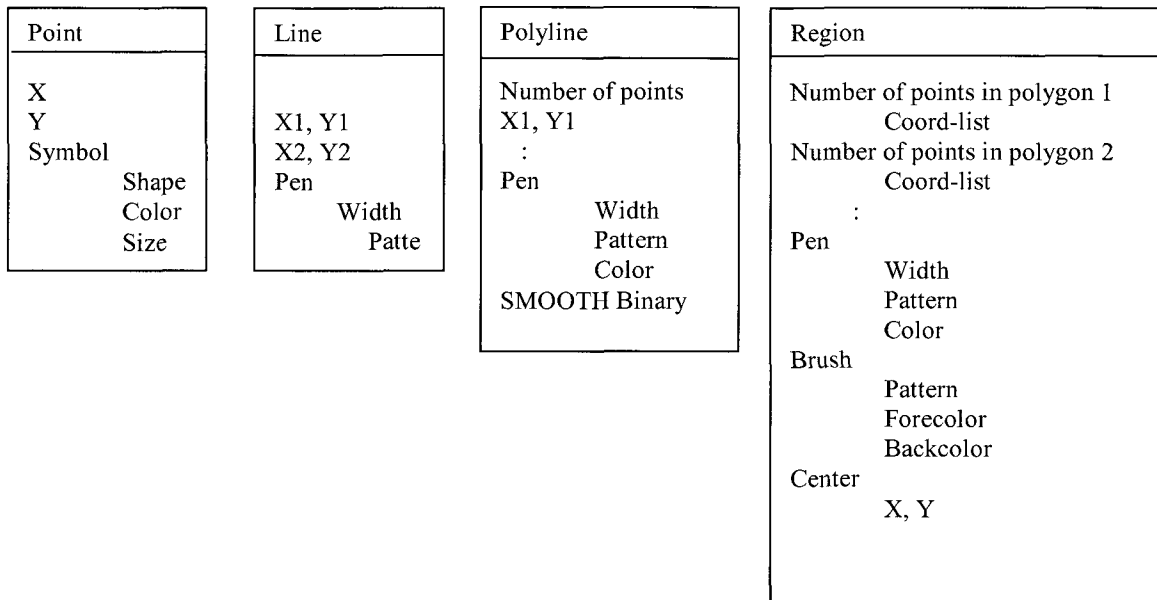 Point
X
Y
Symbol
Shape
Color
Size
Line
X1, Y1
X2, Y2
Pen
Width
Patte
Polyline
Number of points
X1, Y1
:
Pen
Width
Pattern
Color
SMOOTH Binary
Region
Number of points in polygon 1
Coord-list
Number of points in polygon 2
Coord-list
:
Pen
Width
Pattern
Color
Brush
Pattern
Forecolor
Backcolor
Center
X, Y